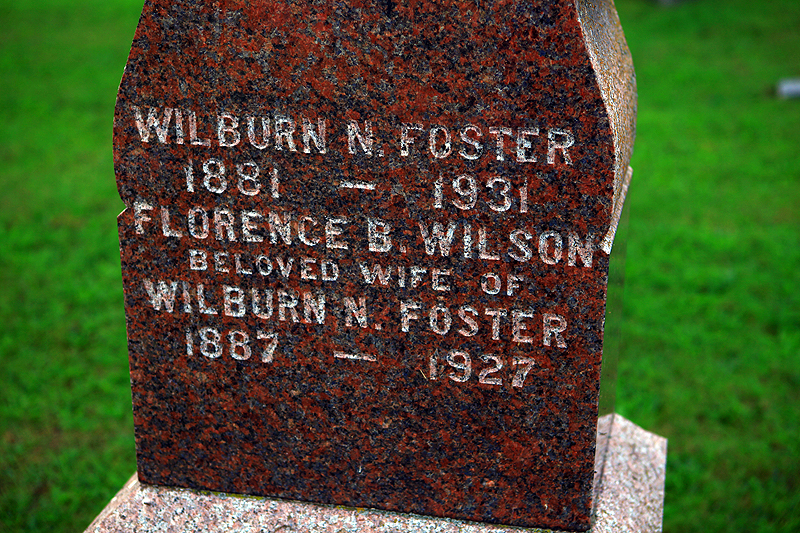 WILBURN N. FOSTER
1881 — 1931
FLORENCE B. WILSON
BELOVED WIFE OF
WILBURN N. FOSTER
1887 — 1927